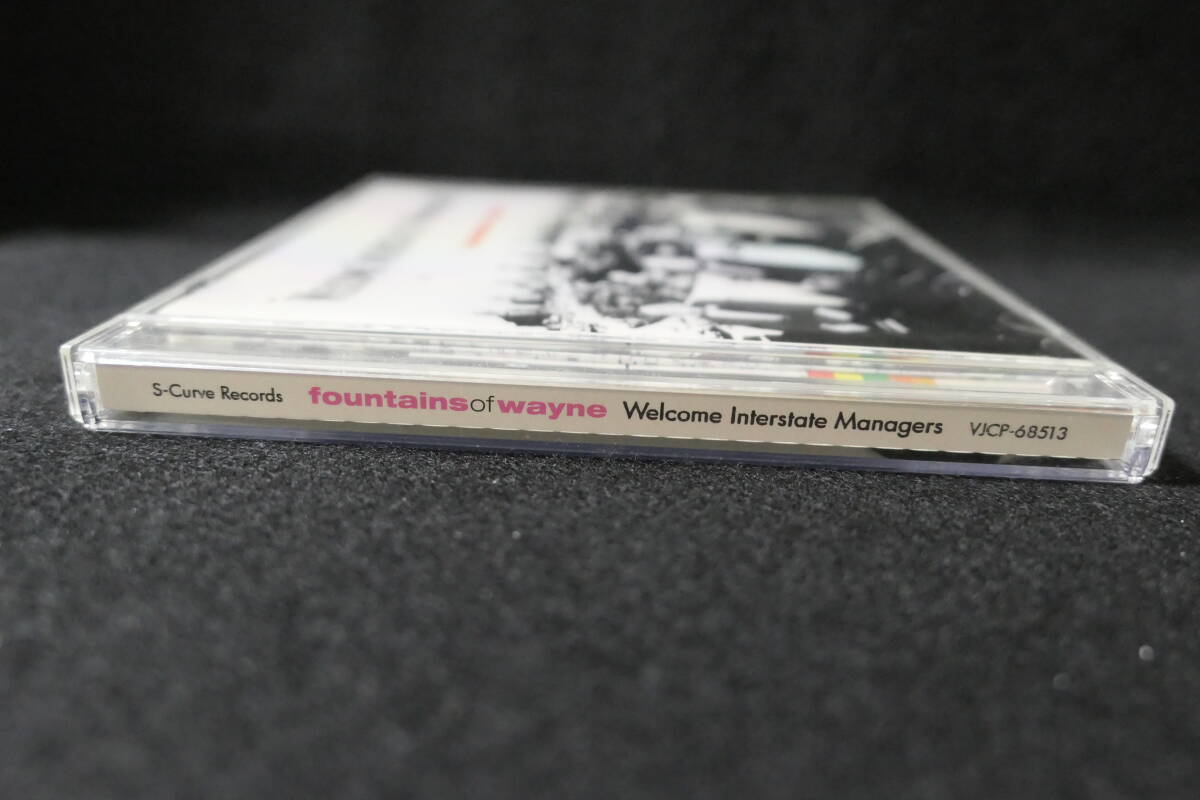 S-Curve Records fountainsofwayne Welcome Interstate Managers VJCP-68513